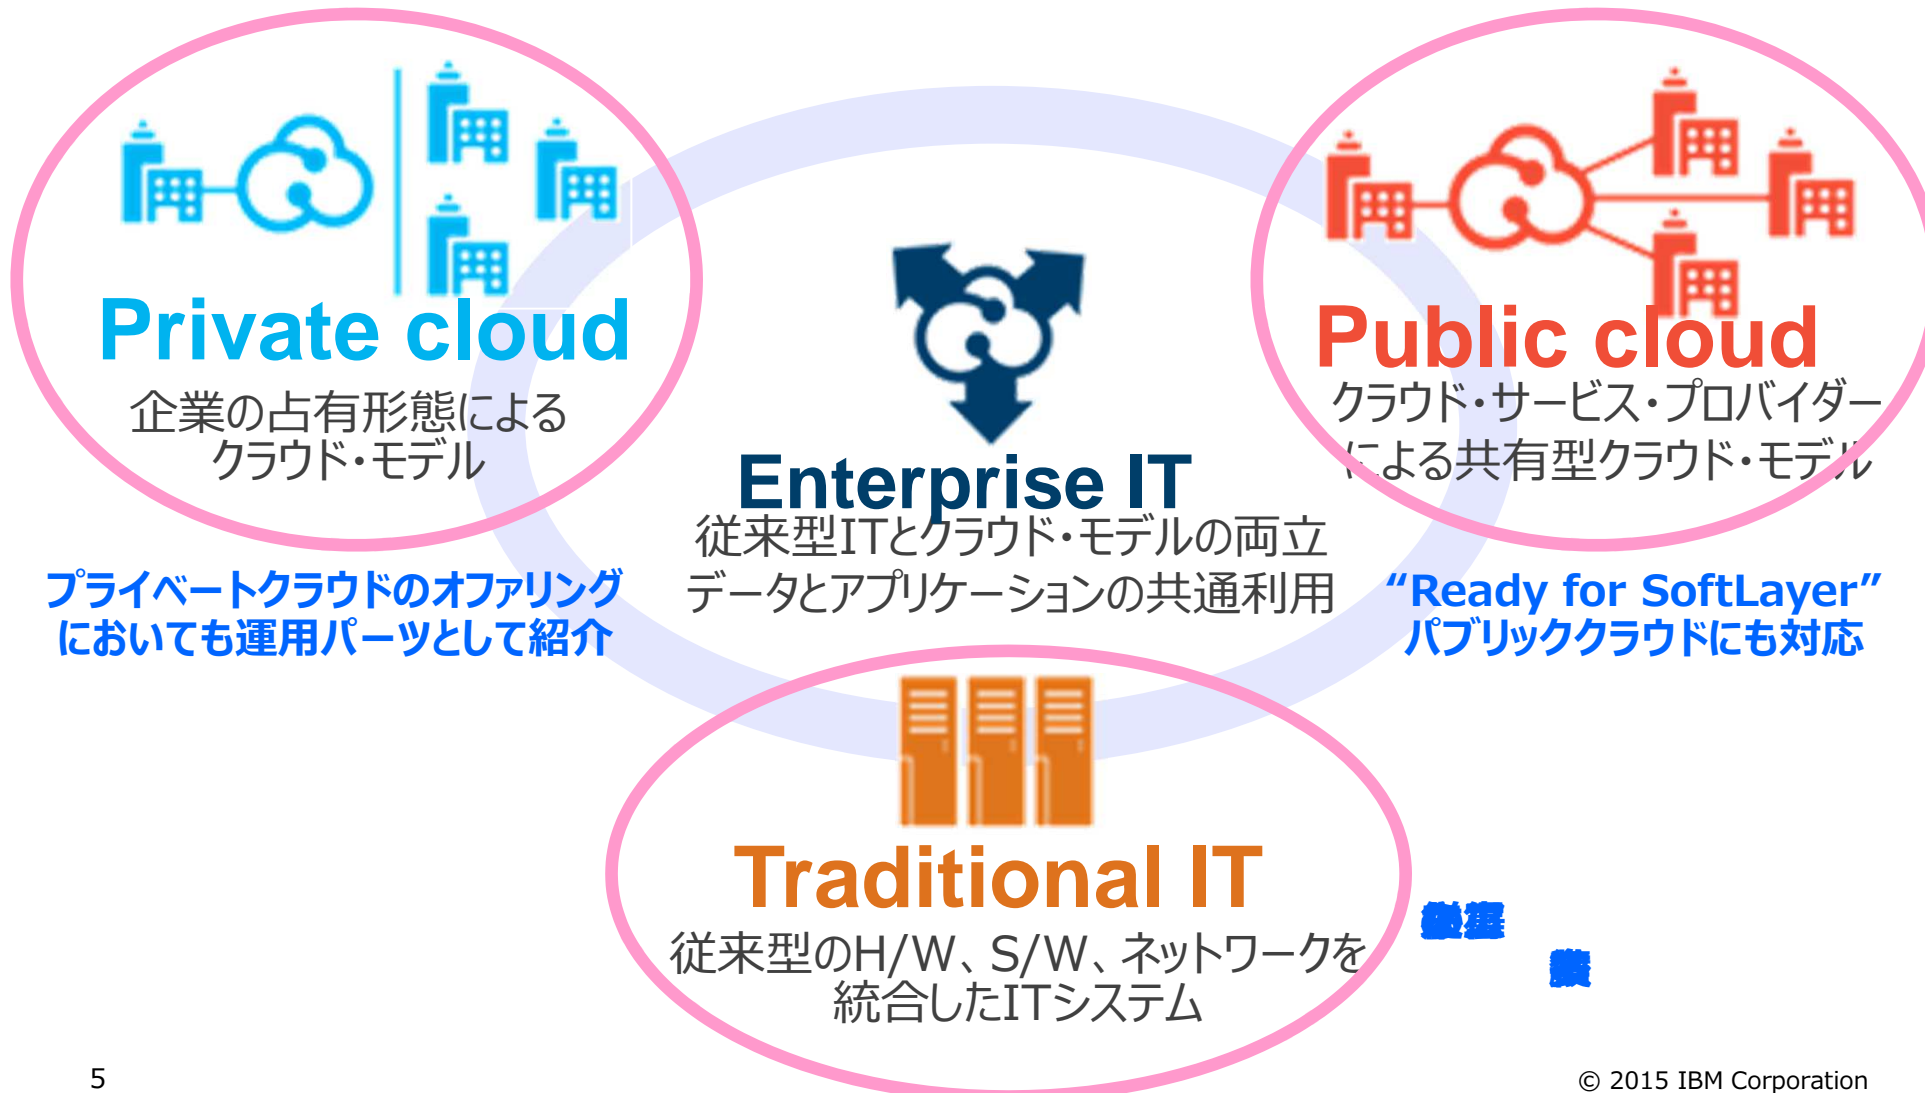 Private cloud
企業の占有形態による
クラウド・モデル
プライベートクラウドのオファリング
においても運用パーツとして紹介
Enterprise IT
従来型ITとクラウド・モデルの両立
データとアプリケーションの共通利用
Public cloud
クラウド・サービス・プロバイダー
による共有型クラウド・モデル
“Ready for SoftLayer”
パブリッククラウドにも対応
Traditional IT
従来型のH/W、S/W、ネットワークを
統合したITシステム
5
© 2015 IBM Corporation